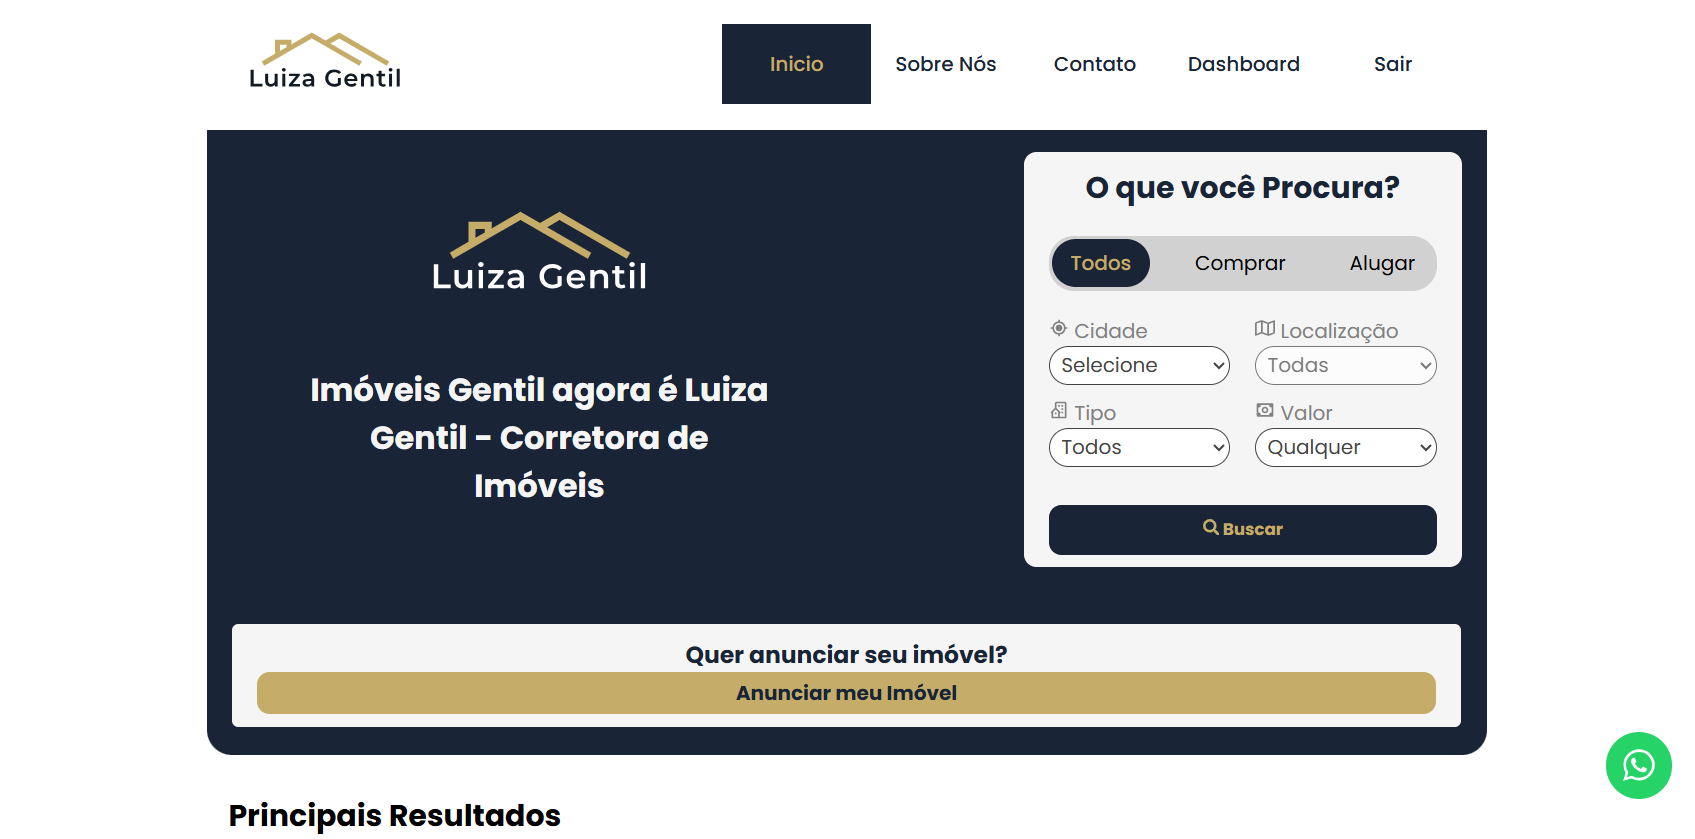 Luiza Gentil
Inicio
Sobre Nós
Contato
Dashboard
Sair
Luiza Gentil
Imóveis Gentil agora é Luiza
Gentil - Corretora de
Imóveis
O que você Procura?
Todos
Comprar
Alugar
Cidade
Localização
Selecione
Todas
Tipo
Valor
Todos
Qualquer
Buscar
Quer anunciar seu imóvel?
Anunciar meu Imóvel
Principais Resultados